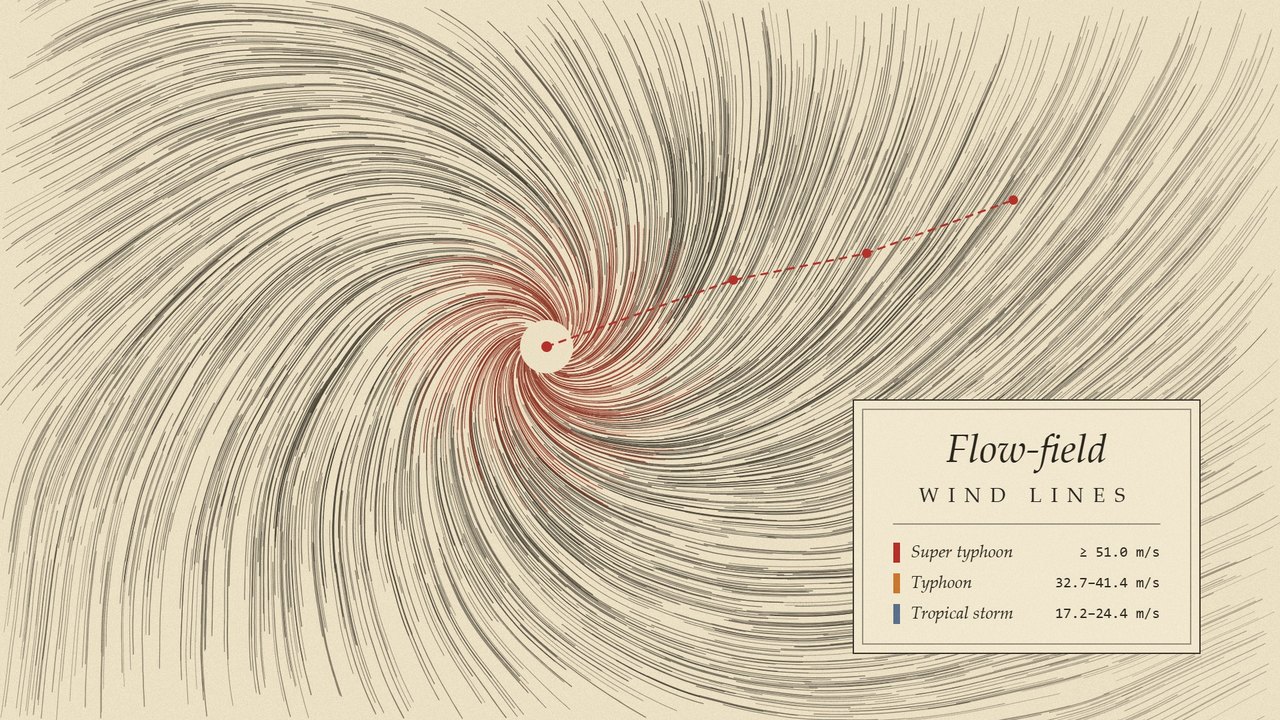 Flow-field
WIND LINES
Super typhoon ≥ 51.0 m/s
Typhoon 32.7–41.4 m/s
Tropical storm 17.2–24.4 m/s